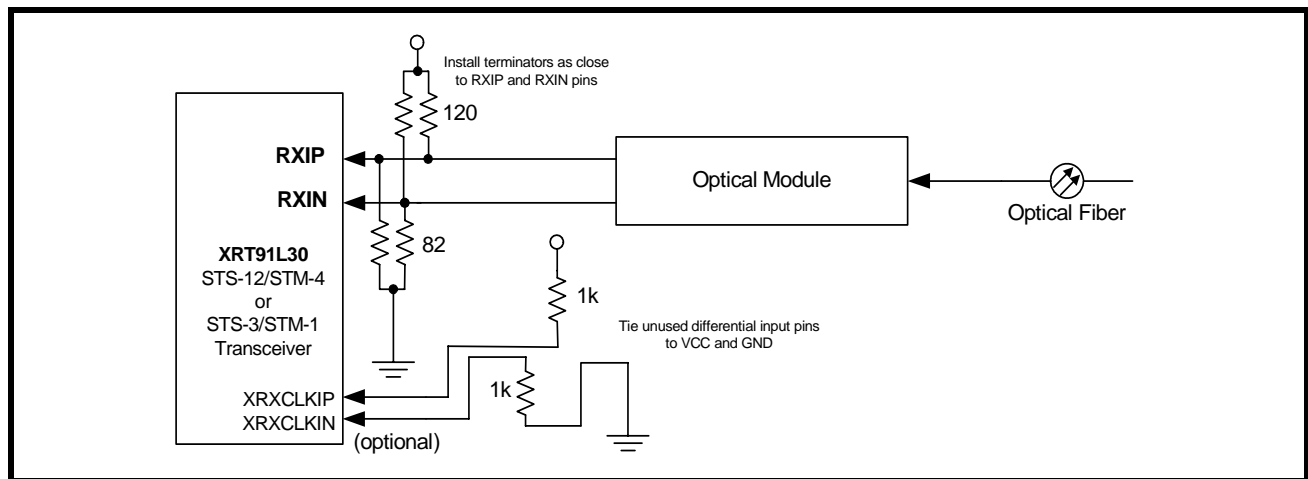 Install terminators as close
to RXIP and RXIN pins
120
RXIP
RXIN
Optical Module
Optical Fiber
82
XRT91L30
STS-12/STM-4
or
STS-3/STM-1
Transceiver
1k
Tie unused differential input pins
to VCC and GND
1k
XRXCLKIP
XRXCLKIN
(optional)